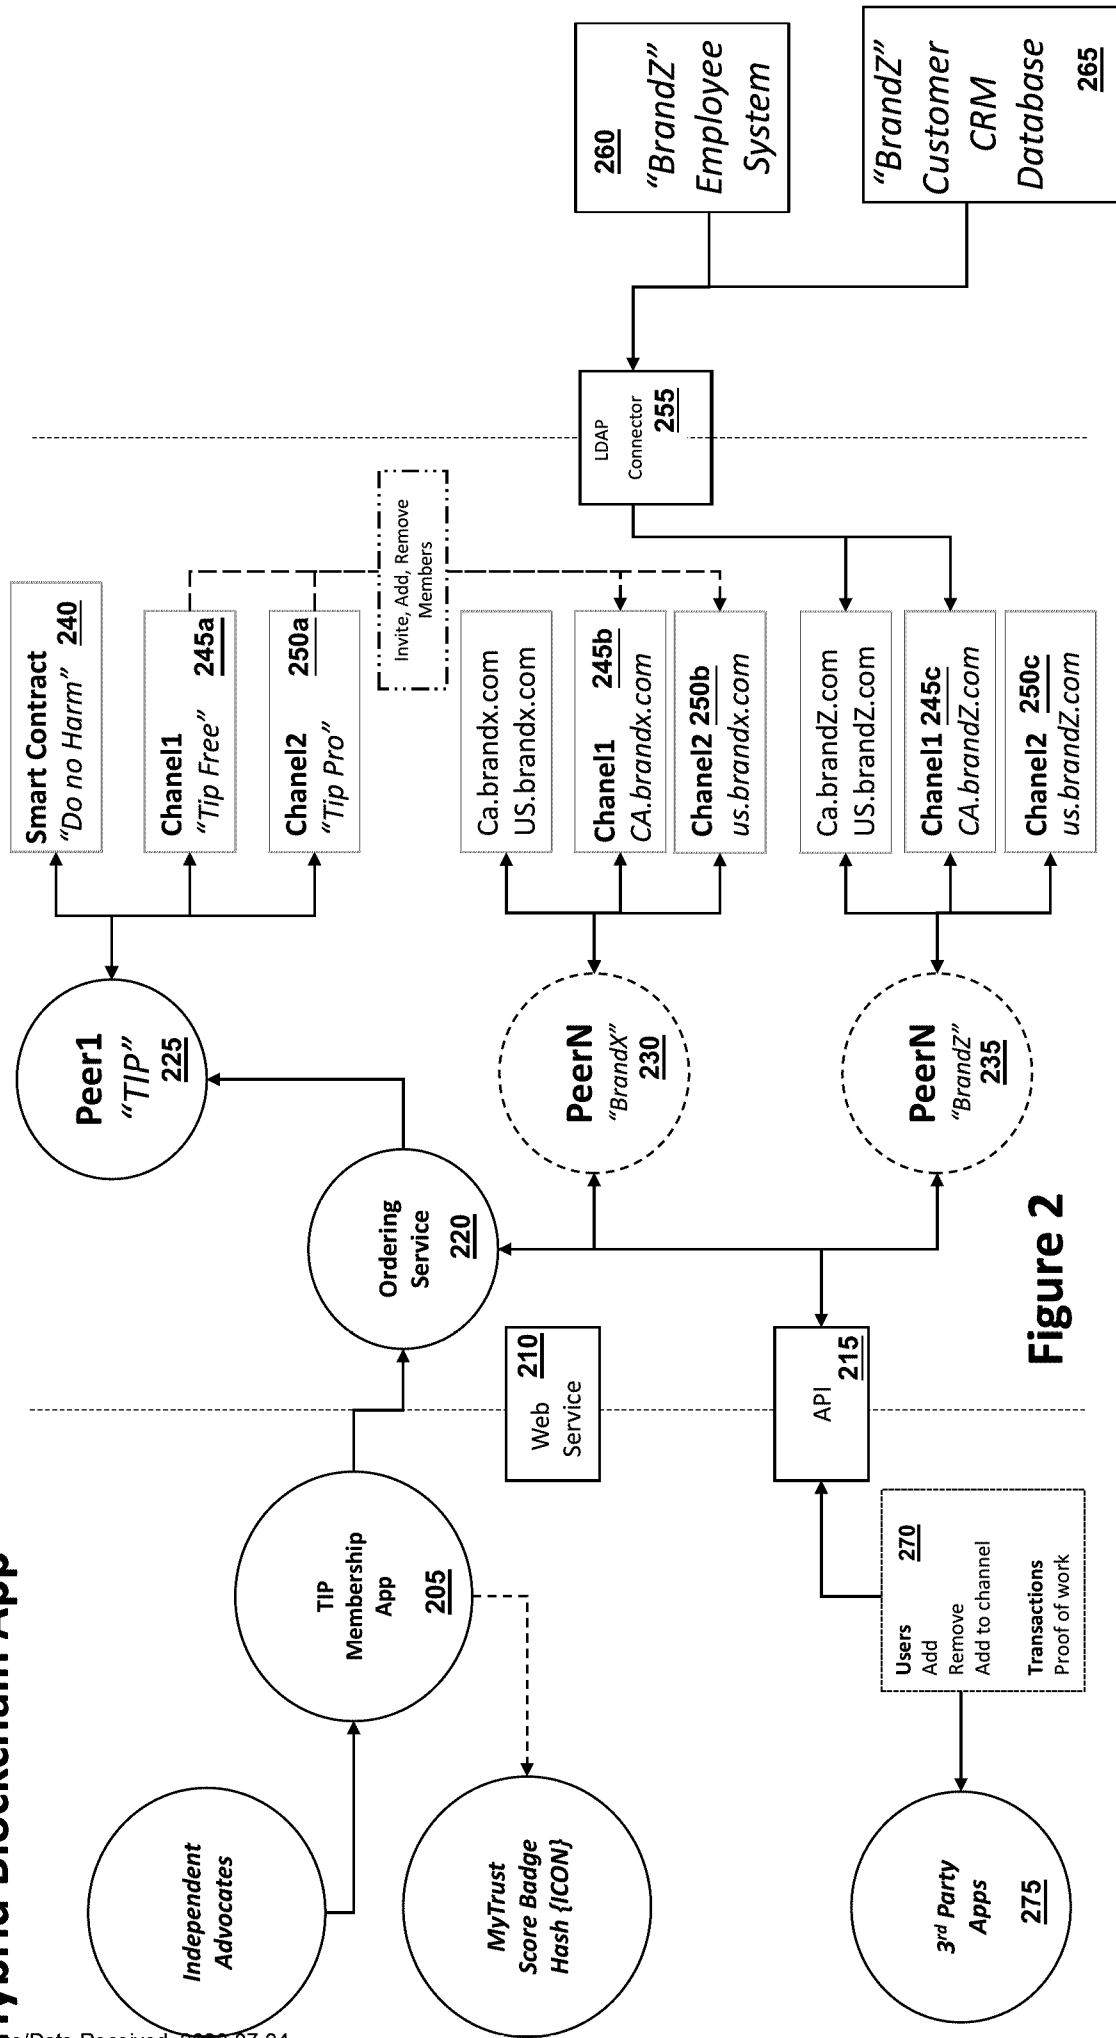 Hybrid Blockchain App
Independent
Advocates
MyTrust
Score Badge
Hash {ICON}
3rd Party
Apps
275
TIP
Membership
App
205
Users
270
Add
Remove
Add to channel
Transactions
Proof of work
Web
Service
210
API
215
Ordering
Service
220
Peer1
“TIP”
225
PeerN
“BrandX”
230
PeerN
“BrandZ”
235
Smart Contract
“Do no Harm” 240
Chanel1
“Tip Free” 245a
Chanel2
“Tip Pro”
250a
Invite, Add, Remove
Members
Ca.brandx.com
US.brandx.com
Chanel1 245b
CA.brandx.com
Chanel2 250b
us.brandx.com
Ca.brandZ.com
US.brandZ.com
Chanel1 245c
CA.brandZ.com
Chanel2 250c
us.brandZ.com
LDAP
Connector
255
260
“BrandZ”
Employee
System
“BrandZ”
Customer
CRM
Database
265
Figure 2
Date Received